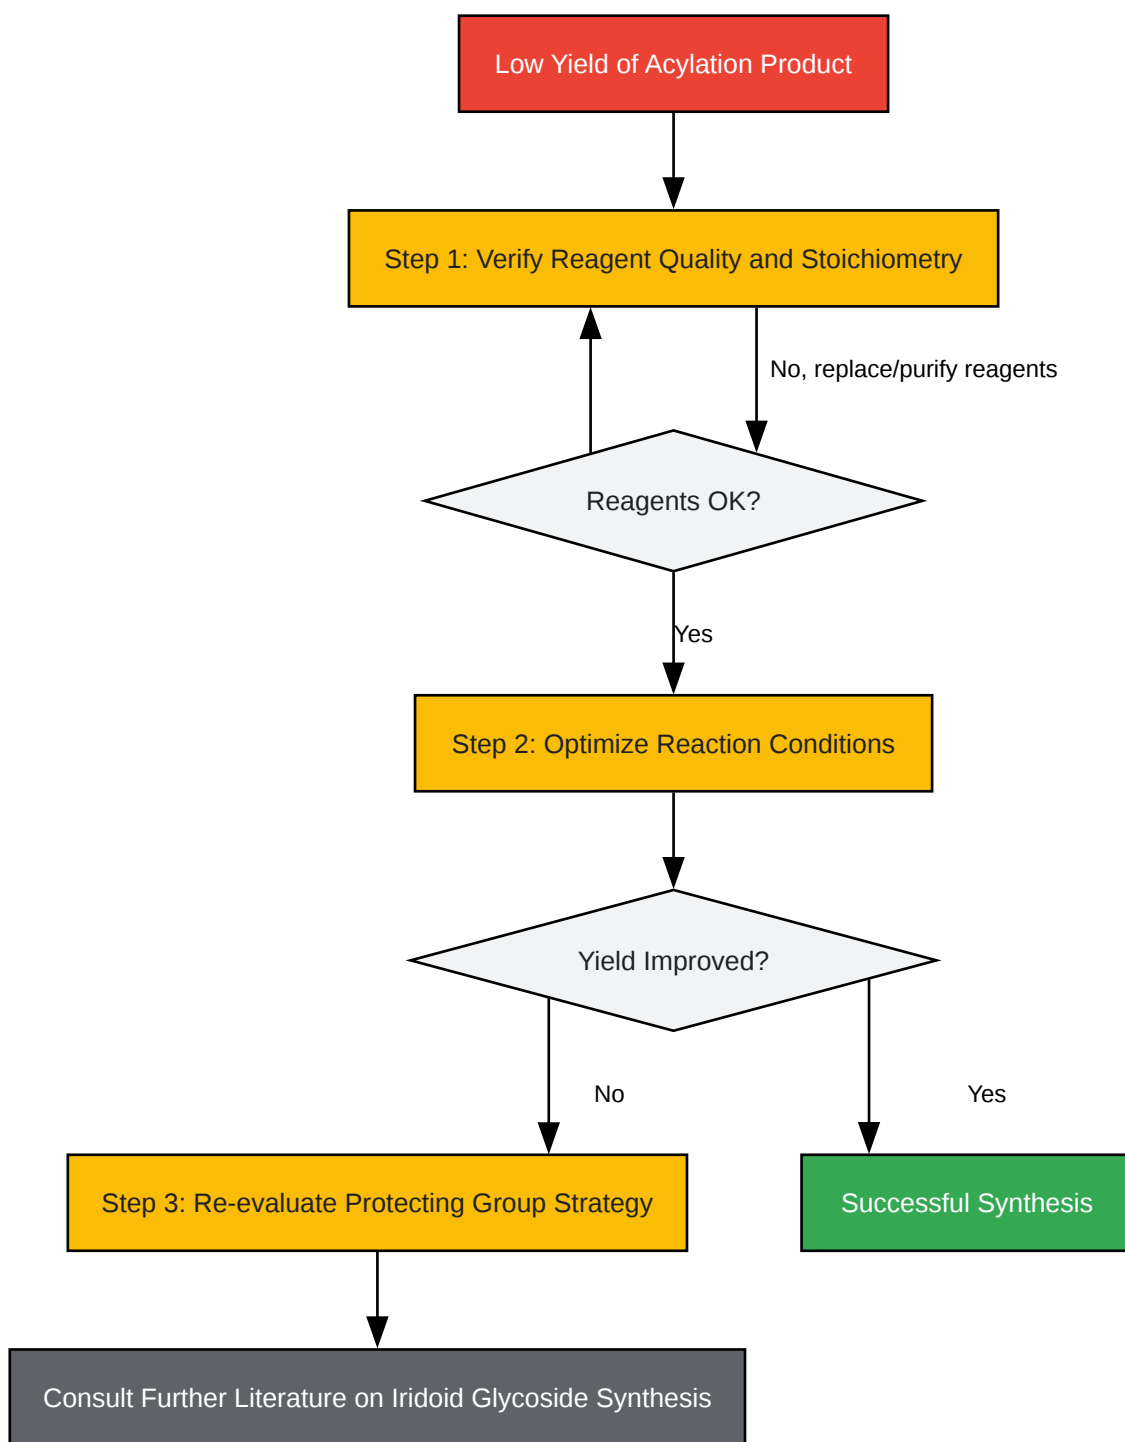 Low Yield of Acylation Product
Step 1: Verify Reagent Quality and Stoichiometry
No, replace/purify reagents
Reagents OK?
Yes
Step 2: Optimize Reaction Conditions
Yield Improved?
No
Yes
Step 3: Re-evaluate Protecting Group Strategy
Successful Synthesis
Consult Further Literature on Iridoid Glycoside Synthesis